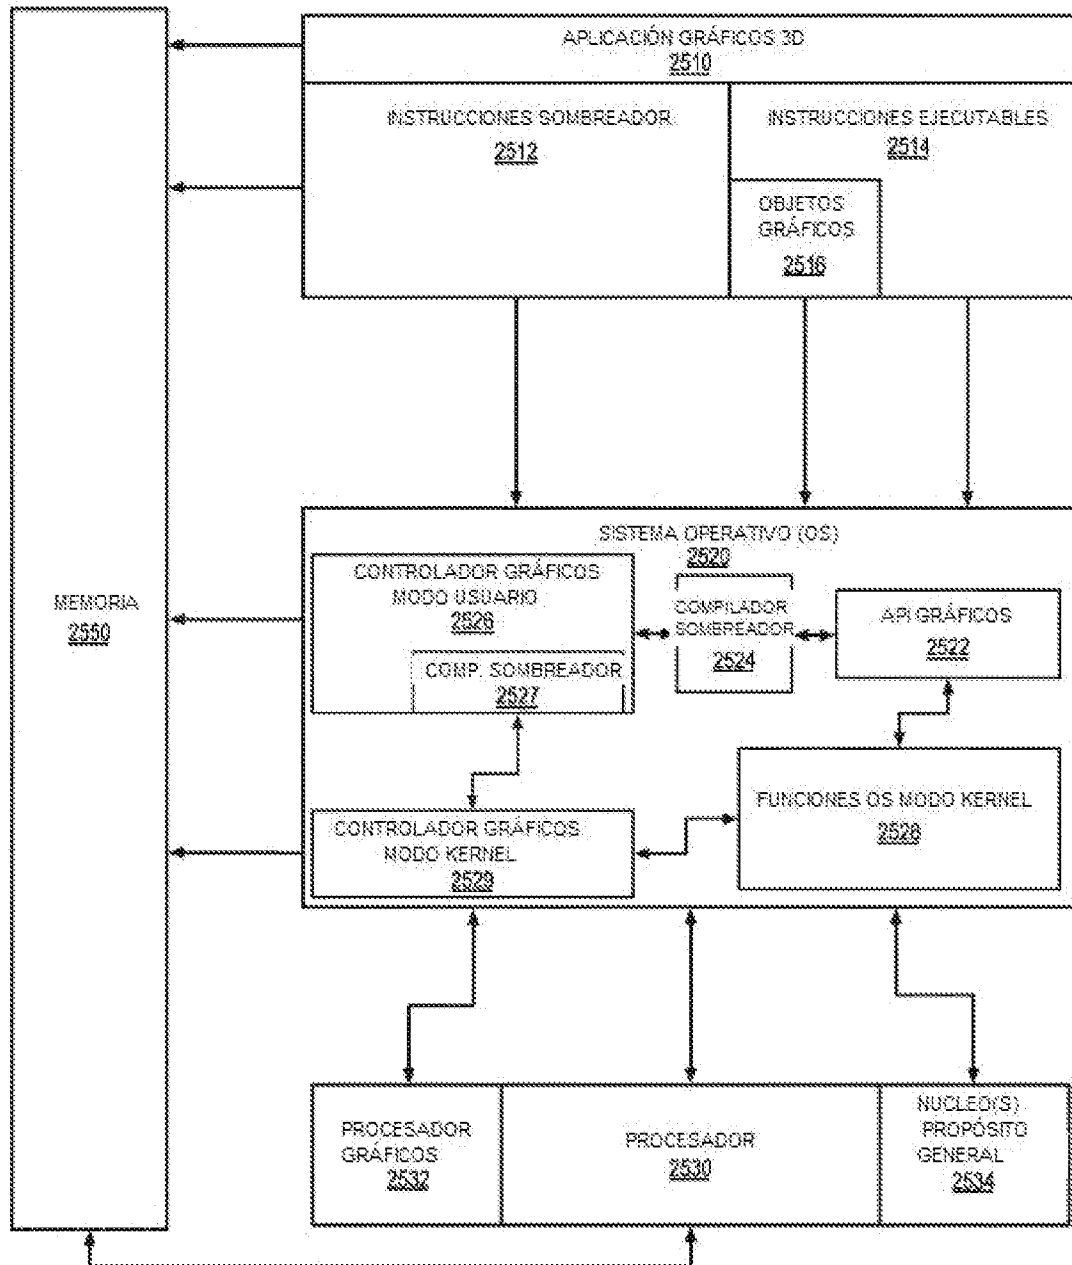 APLICACIÓN GRÁFICOS 3D
2510
INSTRUCCIONES SOMBREADOR
2512
INSTRUCCIONES EJECUTABLES
2514
OBJETOS
GRÁFICOS
2516
MEMORIA
2550
SISTEMA OPERATIVO (OS)
2520
CONTROLADOR GRÁFICOS
MODO USUARIO
2526
COMP. SOMBREADOR
2527
COMPILADOR
SOMBREADOR
2524
API GRÁFICOS
2522
CONTROLADOR GRÁFICOS
MODO KERNEL
2529
FUNCIONES OS MODO KERNEL
2528
PROCESADOR
GRÁFICOS
2532
PROCESADOR
2530
NUCLEO(S)
PROPÓSITO
GENERAL
2534